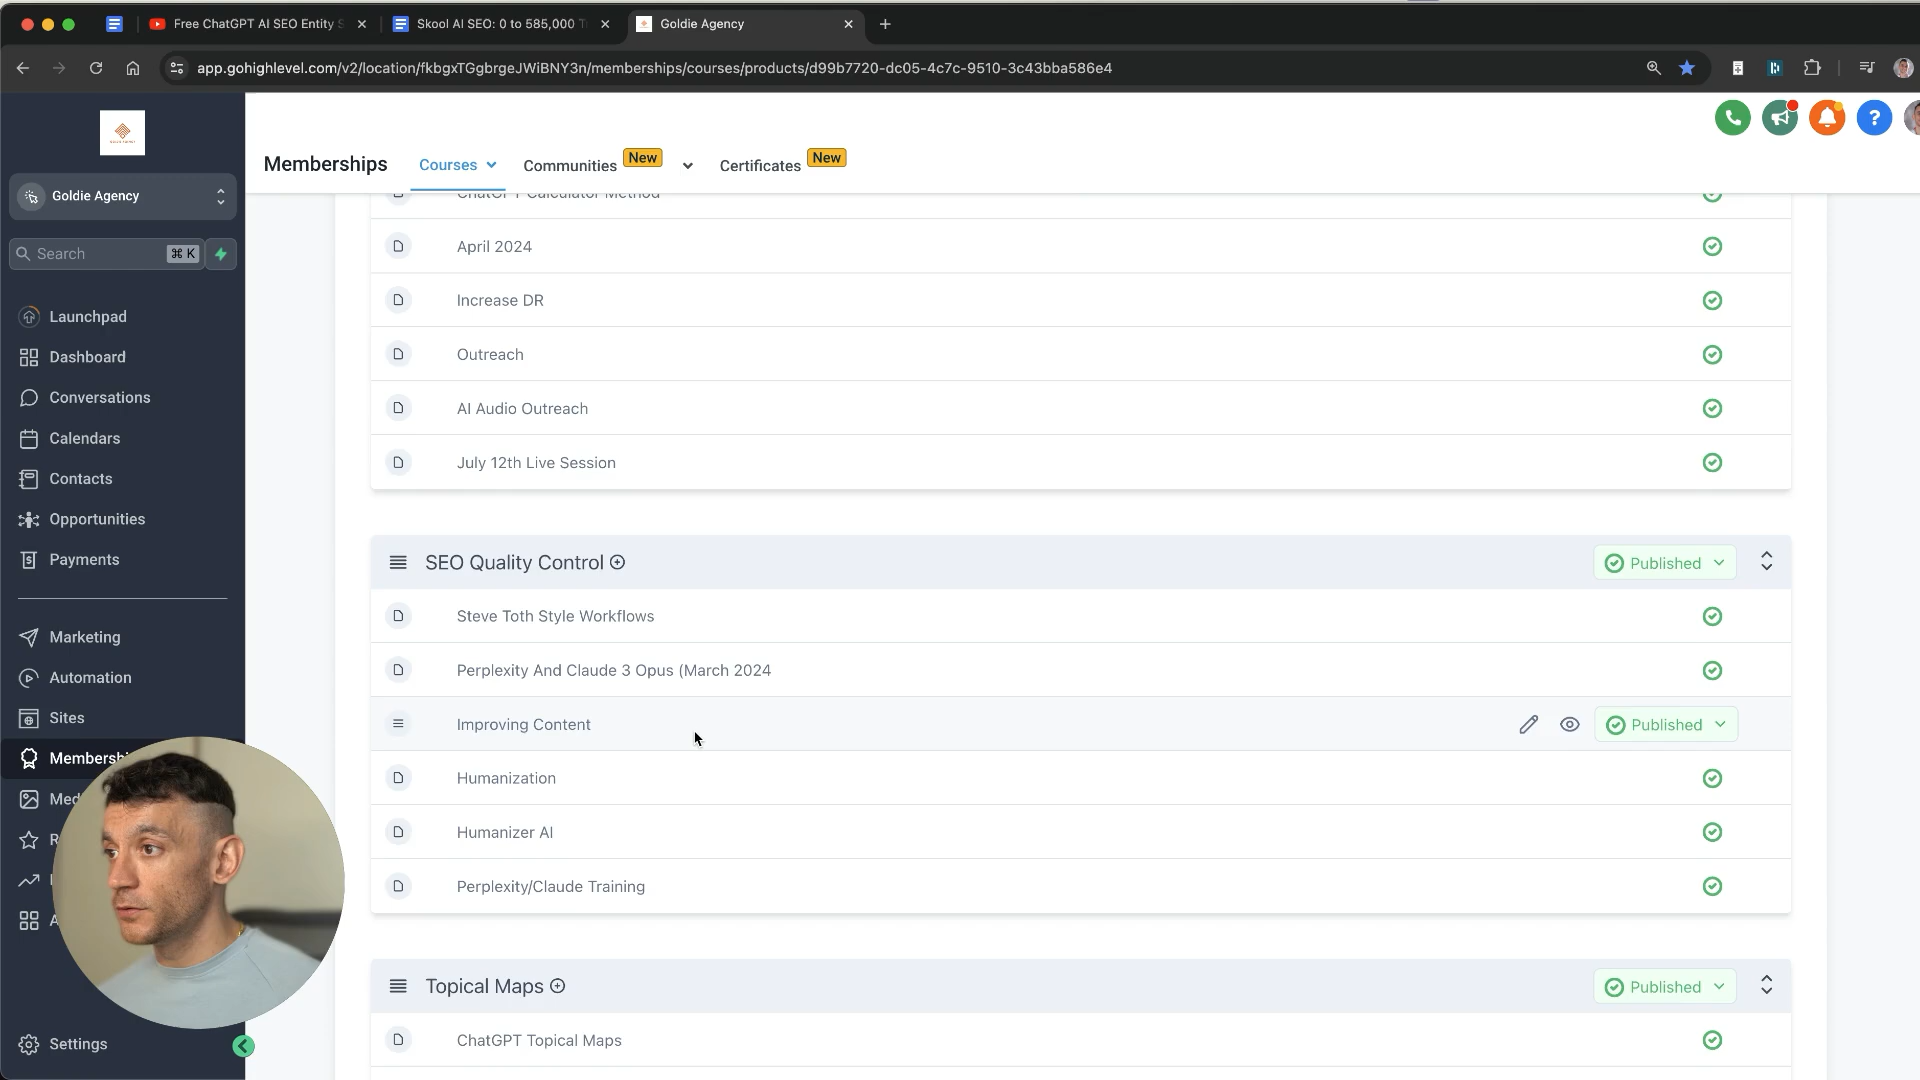 Free ChatGPT AI SEO Entity S
Skool AI SEO: 0 to 585,000 T
Goldie Agency
app.gohighlevel.com/v2/location/fkbgxTGgbrgeJWiBNY3n/memberships/courses/products/d99b7720-dc05-4c7c-9510-3c43bba586e4
Memberships
Courses
Communities
New
Certificates
New
Goldie Agency
Search
⌘ K
Launchpad
Dashboard
Conversations
Calendars
Contacts
Opportunities
Payments
Marketing
Automation
Sites
Membershi
Med
R
A
Settings
ChatGPT Calculator Method
April 2024
Increase DR
Outreach
AI Audio Outreach
July 12th Live Session
SEO Quality Control
Published
Steve Toth Style Workflows
Perplexity And Claude 3 Opus (March 2024
Improving Content
Published
Humanization
Humanizer AI
Perplexity/Claude Training
Topical Maps
Published
ChatGPT Topical Maps